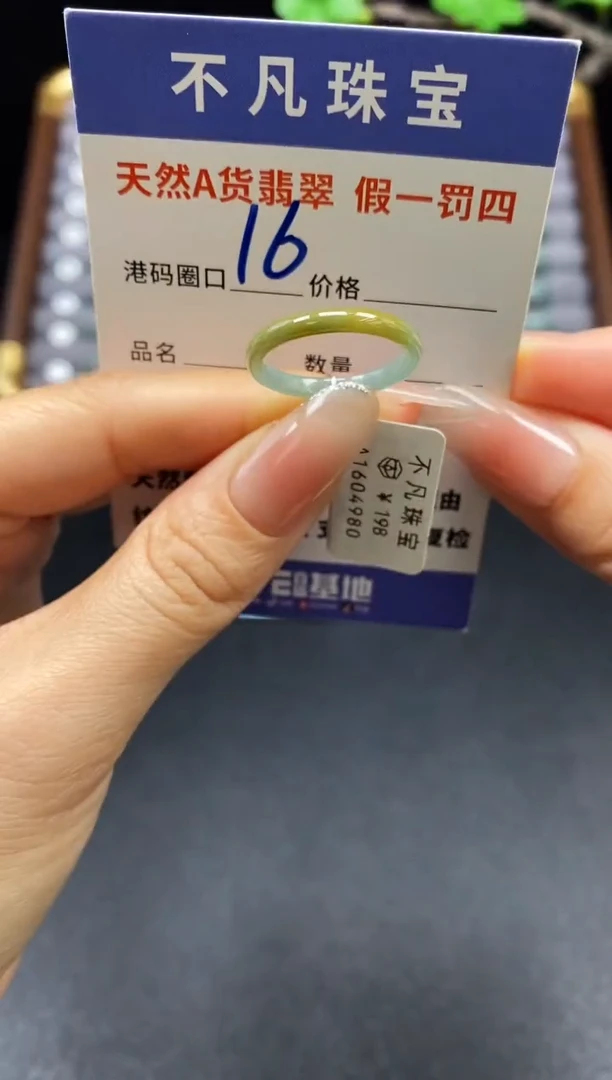 不凡珠宝
天然A货翡翠 假一罚四
港码圈口 16 价格
品名 数量
天然
由
复检
基地
不凡珠宝
¥198
11604980